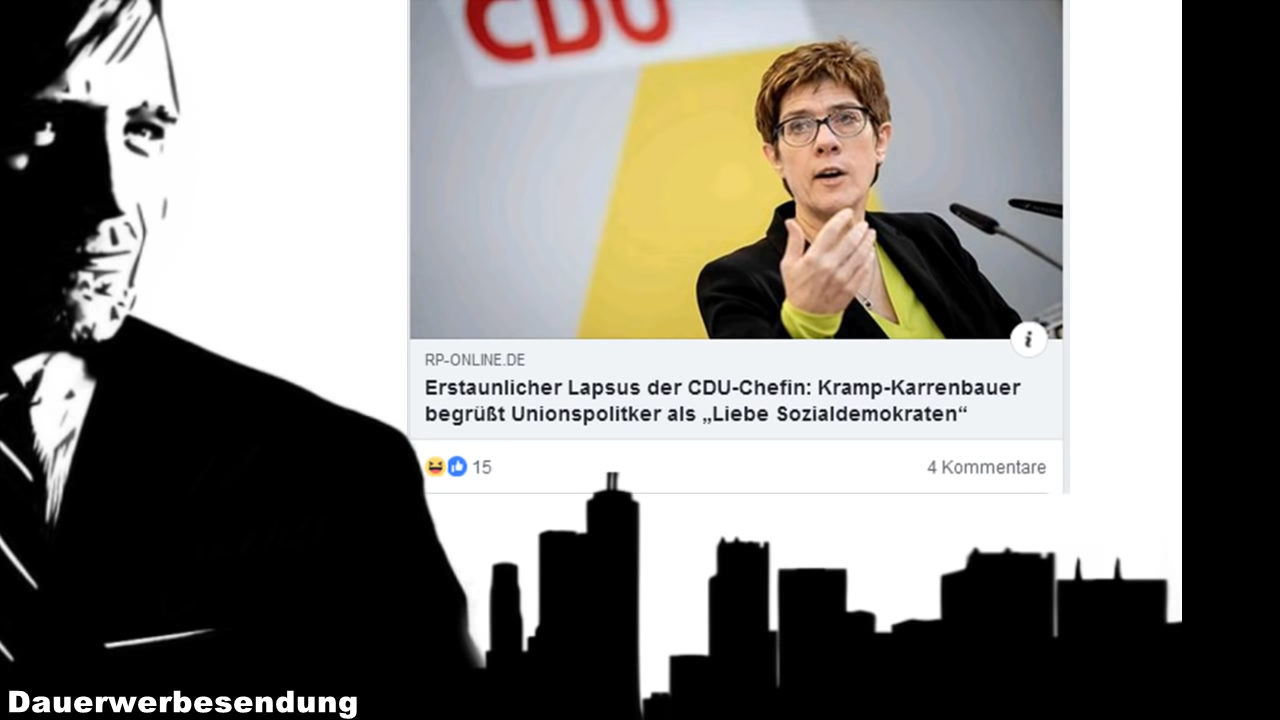 CDU
RP-ONLINE.DE
Erstaunlicher Lapsus der CDU-Chefin: Kramp-Karrenbauer
begrüßt Unionspolitker als „Liebe Sozialdemokraten“
15
4 Kommentare
Dauerwerbesendung